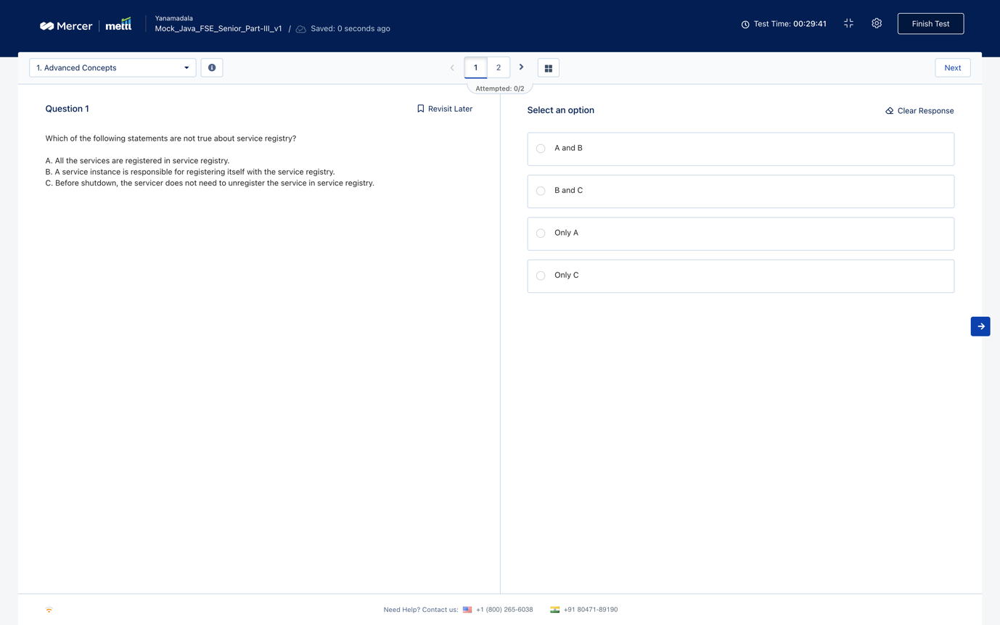 Mercer | mettl
Yanamadala
Mock_Java_FSE_Senior_Part-III_v1 / Saved: 0 seconds ago
Test Time: 00:29:41
Finish Test
1. Advanced Concepts
1 2
Next
Attempted: 0/2
Question 1
Revisit Later
Which of the following statements are not true about service registry?
A. All the services are registered in service registry.
B. A service instance is responsible for registering itself with the service registry.
C. Before shutdown, the servicer does not need to unregister the service in service registry.
Select an option
Clear Response
A and B
B and C
Only A
Only C
Need Help? Contact us: +1 (800) 265-6038 +91 80471-89190